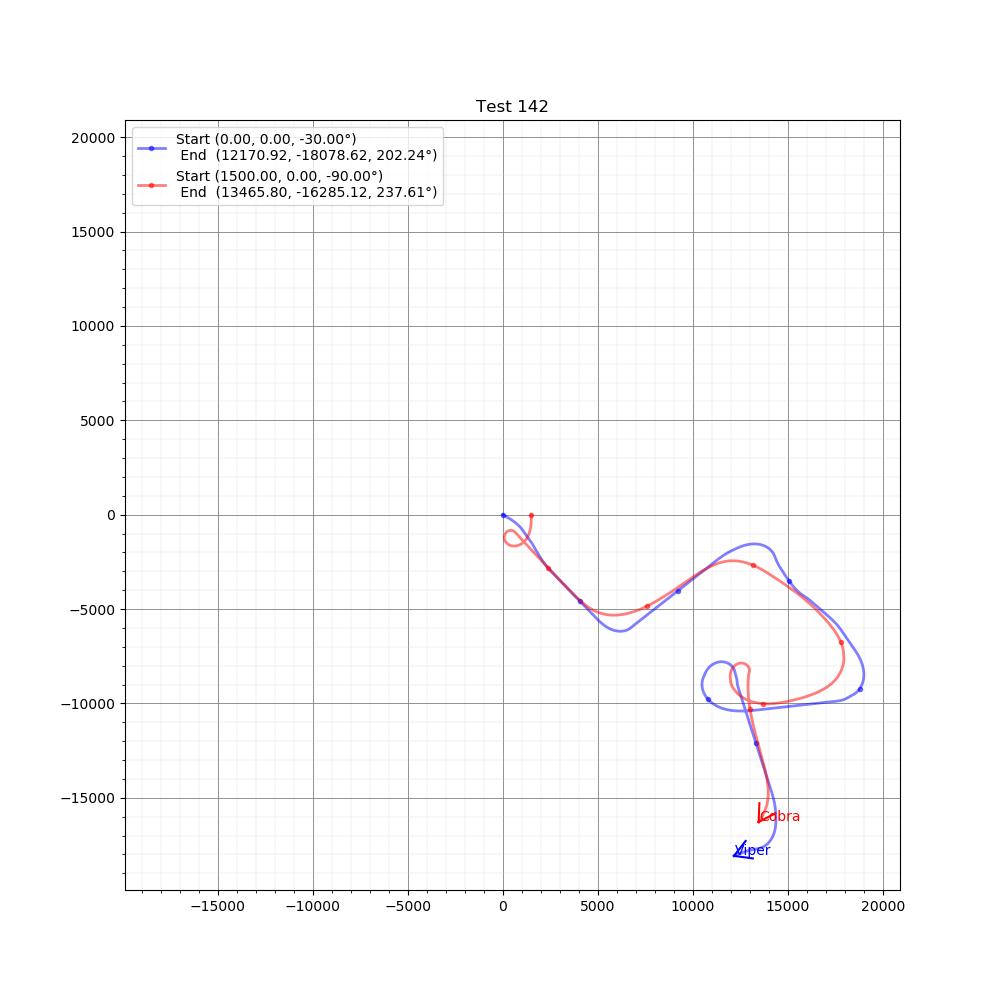 Test 142
Start (0.00, 0.00, -30.00°)
End (12170.92, -18078.62, 202.24°)
Start (1500.00, 0.00, -90.00°)
End (13465.80, -16285.12, 237.61°)
20000
15000
10000
5000
0
−5000
−10000
−15000
Cobra
Viper
−15000 −10000 −5000 0 5000 10000 15000 20000